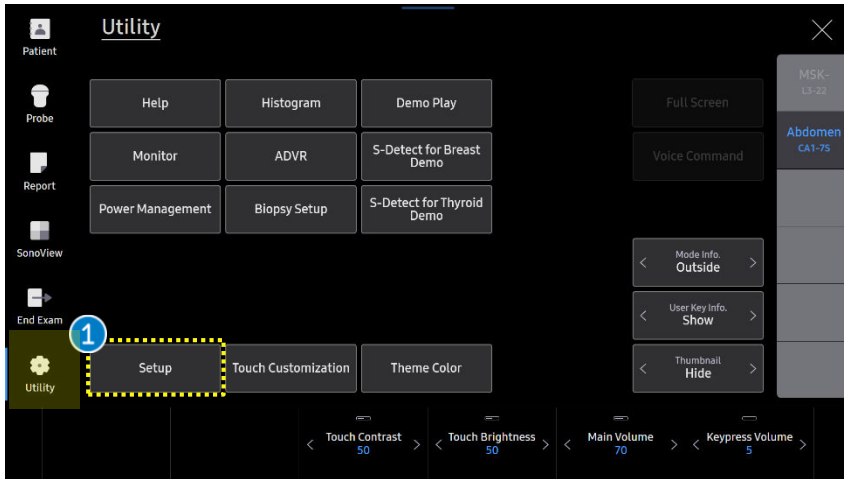 Utility
Patient
Probe
Report
SonoView
End Exam
Utility
1
Help
Histogram
Demo Play
Monitor
ADVR
S-Detect for Breast
Demo
Power Management
Biopsy Setup
S-Detect for Thyroid
Demo
Setup
Touch Customization
Theme Color
Full Screen
Voice Command
Mode Info.
< Outside >
User Key Info.
< Show >
Thumbnail
< Hide >
MSK-
L3-22
Abdomen
CA1-7S
< Touch Contrast >
50
< Touch Brightness >
50
< Main Volume >
70
< Keypress Volume >
5